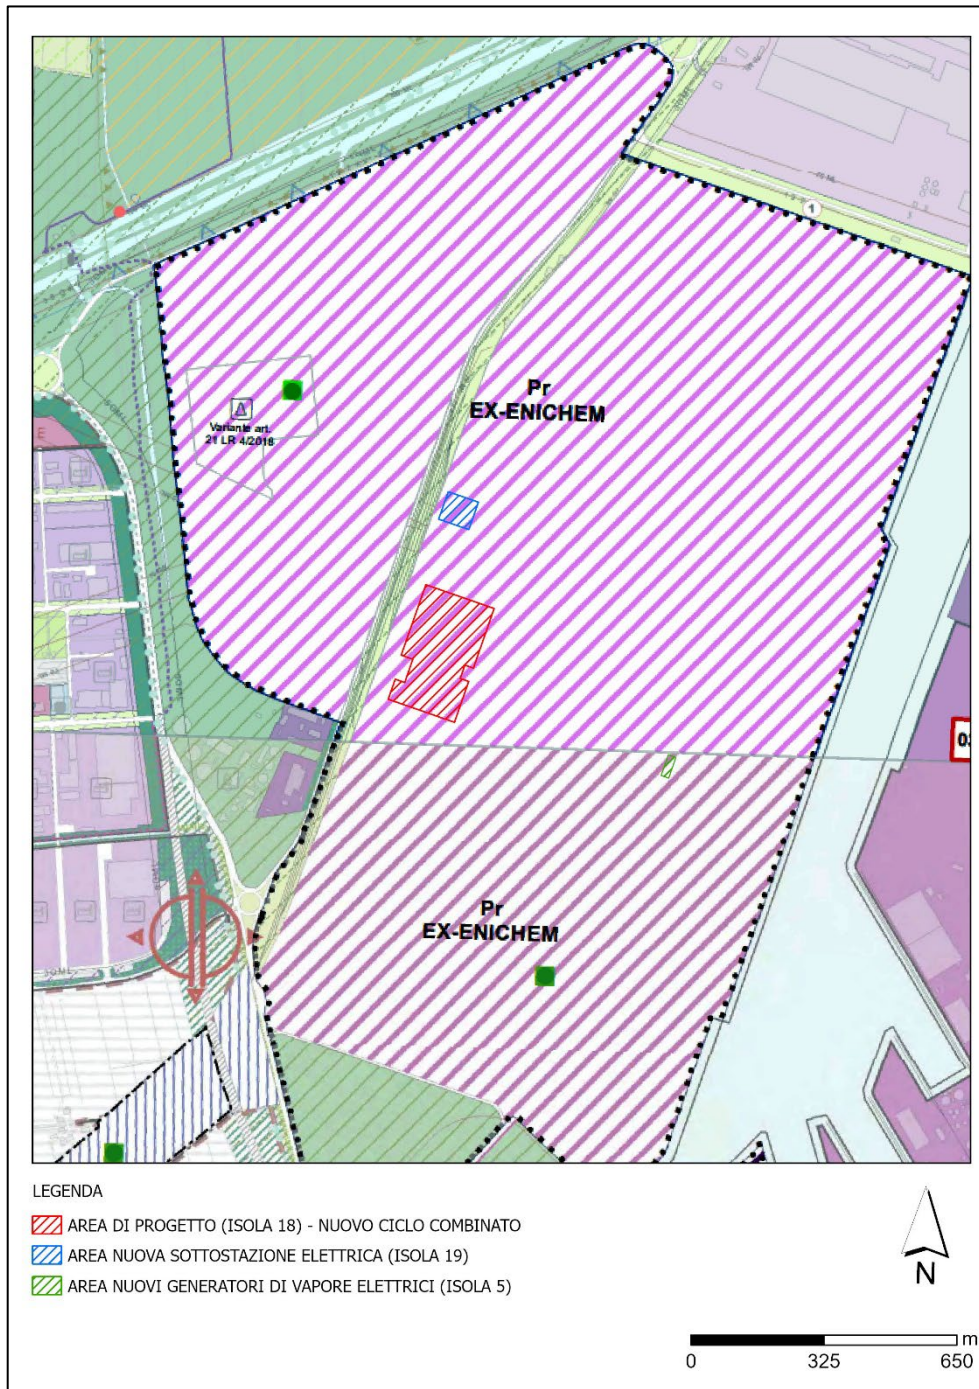 1
Pr
EX-ENICHEM
A
Variante art.
21 LR 4/2018
E
Pr
EX-ENICHEM
LEGENDA
AREA DI PROGETTO (ISOLA 18) - NUOVO CICLO COMBINATO
AREA NUOVA SOTTOSTAZIONE ELETTRICA (ISOLA 19)
AREA NUOVI GENERATORI DI VAPORE ELETTRICI (ISOLA 5)
N
m
0 325 650